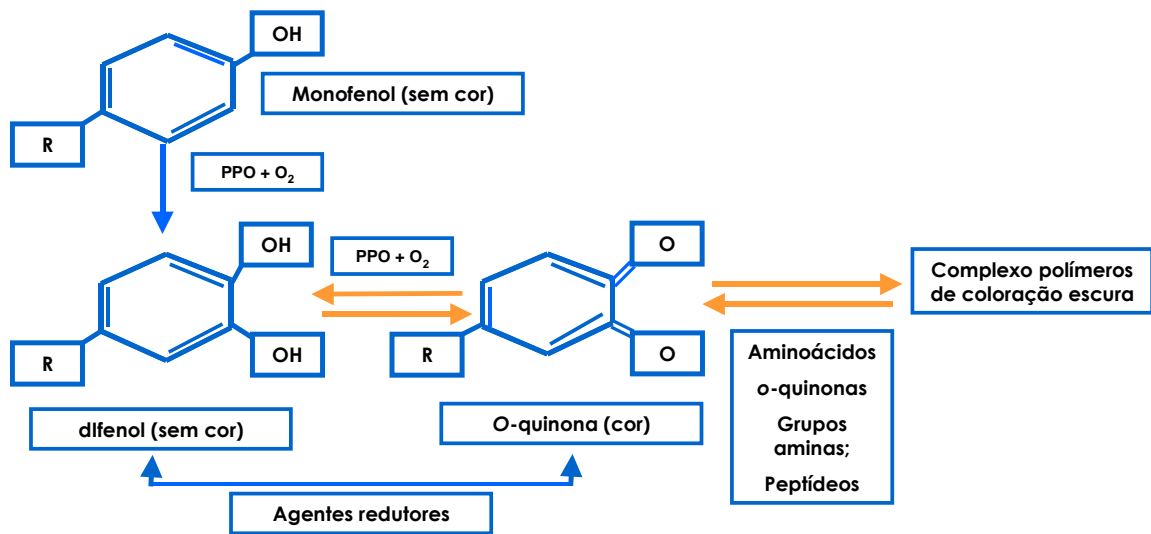 OH
Monofenol (sem cor)
R
PPO + O2
OH
PPO + O2
O
Complexo polímeros
de coloração escura
R
OH
R
O
Aminoácidos
o-quinonas
Grupos
aminas;
Peptídeos
dIfenol (sem cor)
O-quinona (cor)
Agentes redutores